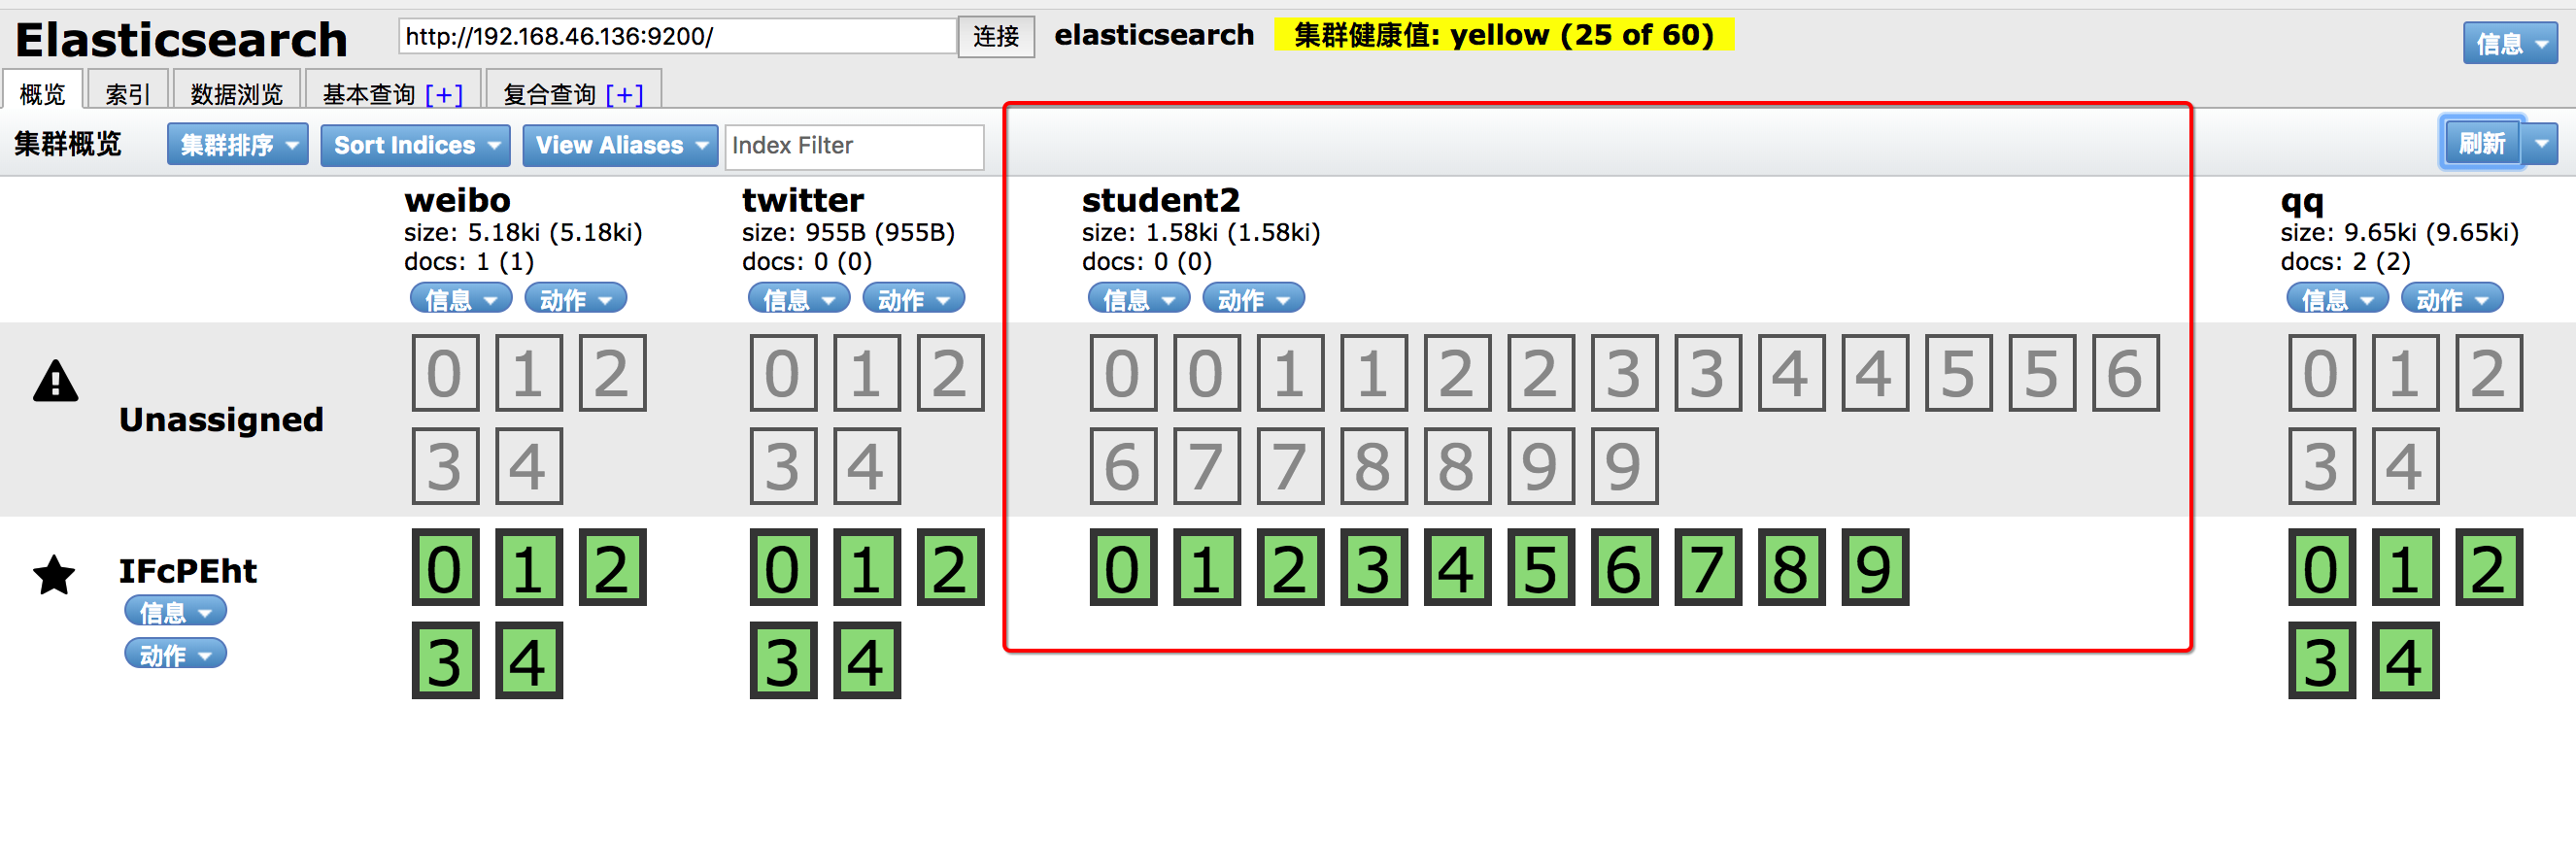 Elasticsearch http://192.168.46.136:9200/ 连接 elasticsearch 集群健康值: yellow (25 of 60) 信息
概览 索引 数据浏览 基本查询 [+] 复合查询 [+]
集群概览 集群排序 Sort Indices View Aliases Index Filter 刷新
weibo twitter student2 qq
size: 5.18ki (5.18ki) size: 955B (955B) size: 1.58ki (1.58ki) size: 9.65ki (9.65ki)
docs: 1 (1) docs: 0 (0) docs: 0 (0) docs: 2 (2)
信息 动作 信息 动作 信息 动作 信息 动作
0 1 2 0 1 2 0 0 1 1 2 2 3 3 4 4 5 5 6 0 1 2
Unassigned
3 4 3 4 6 7 7 8 8 9 9 3 4
IFcPEht 0 1 2 0 1 2 0 1 2 3 4 5 6 7 8 9 0 1 2
信息
动作 3 4 3 4 3 4